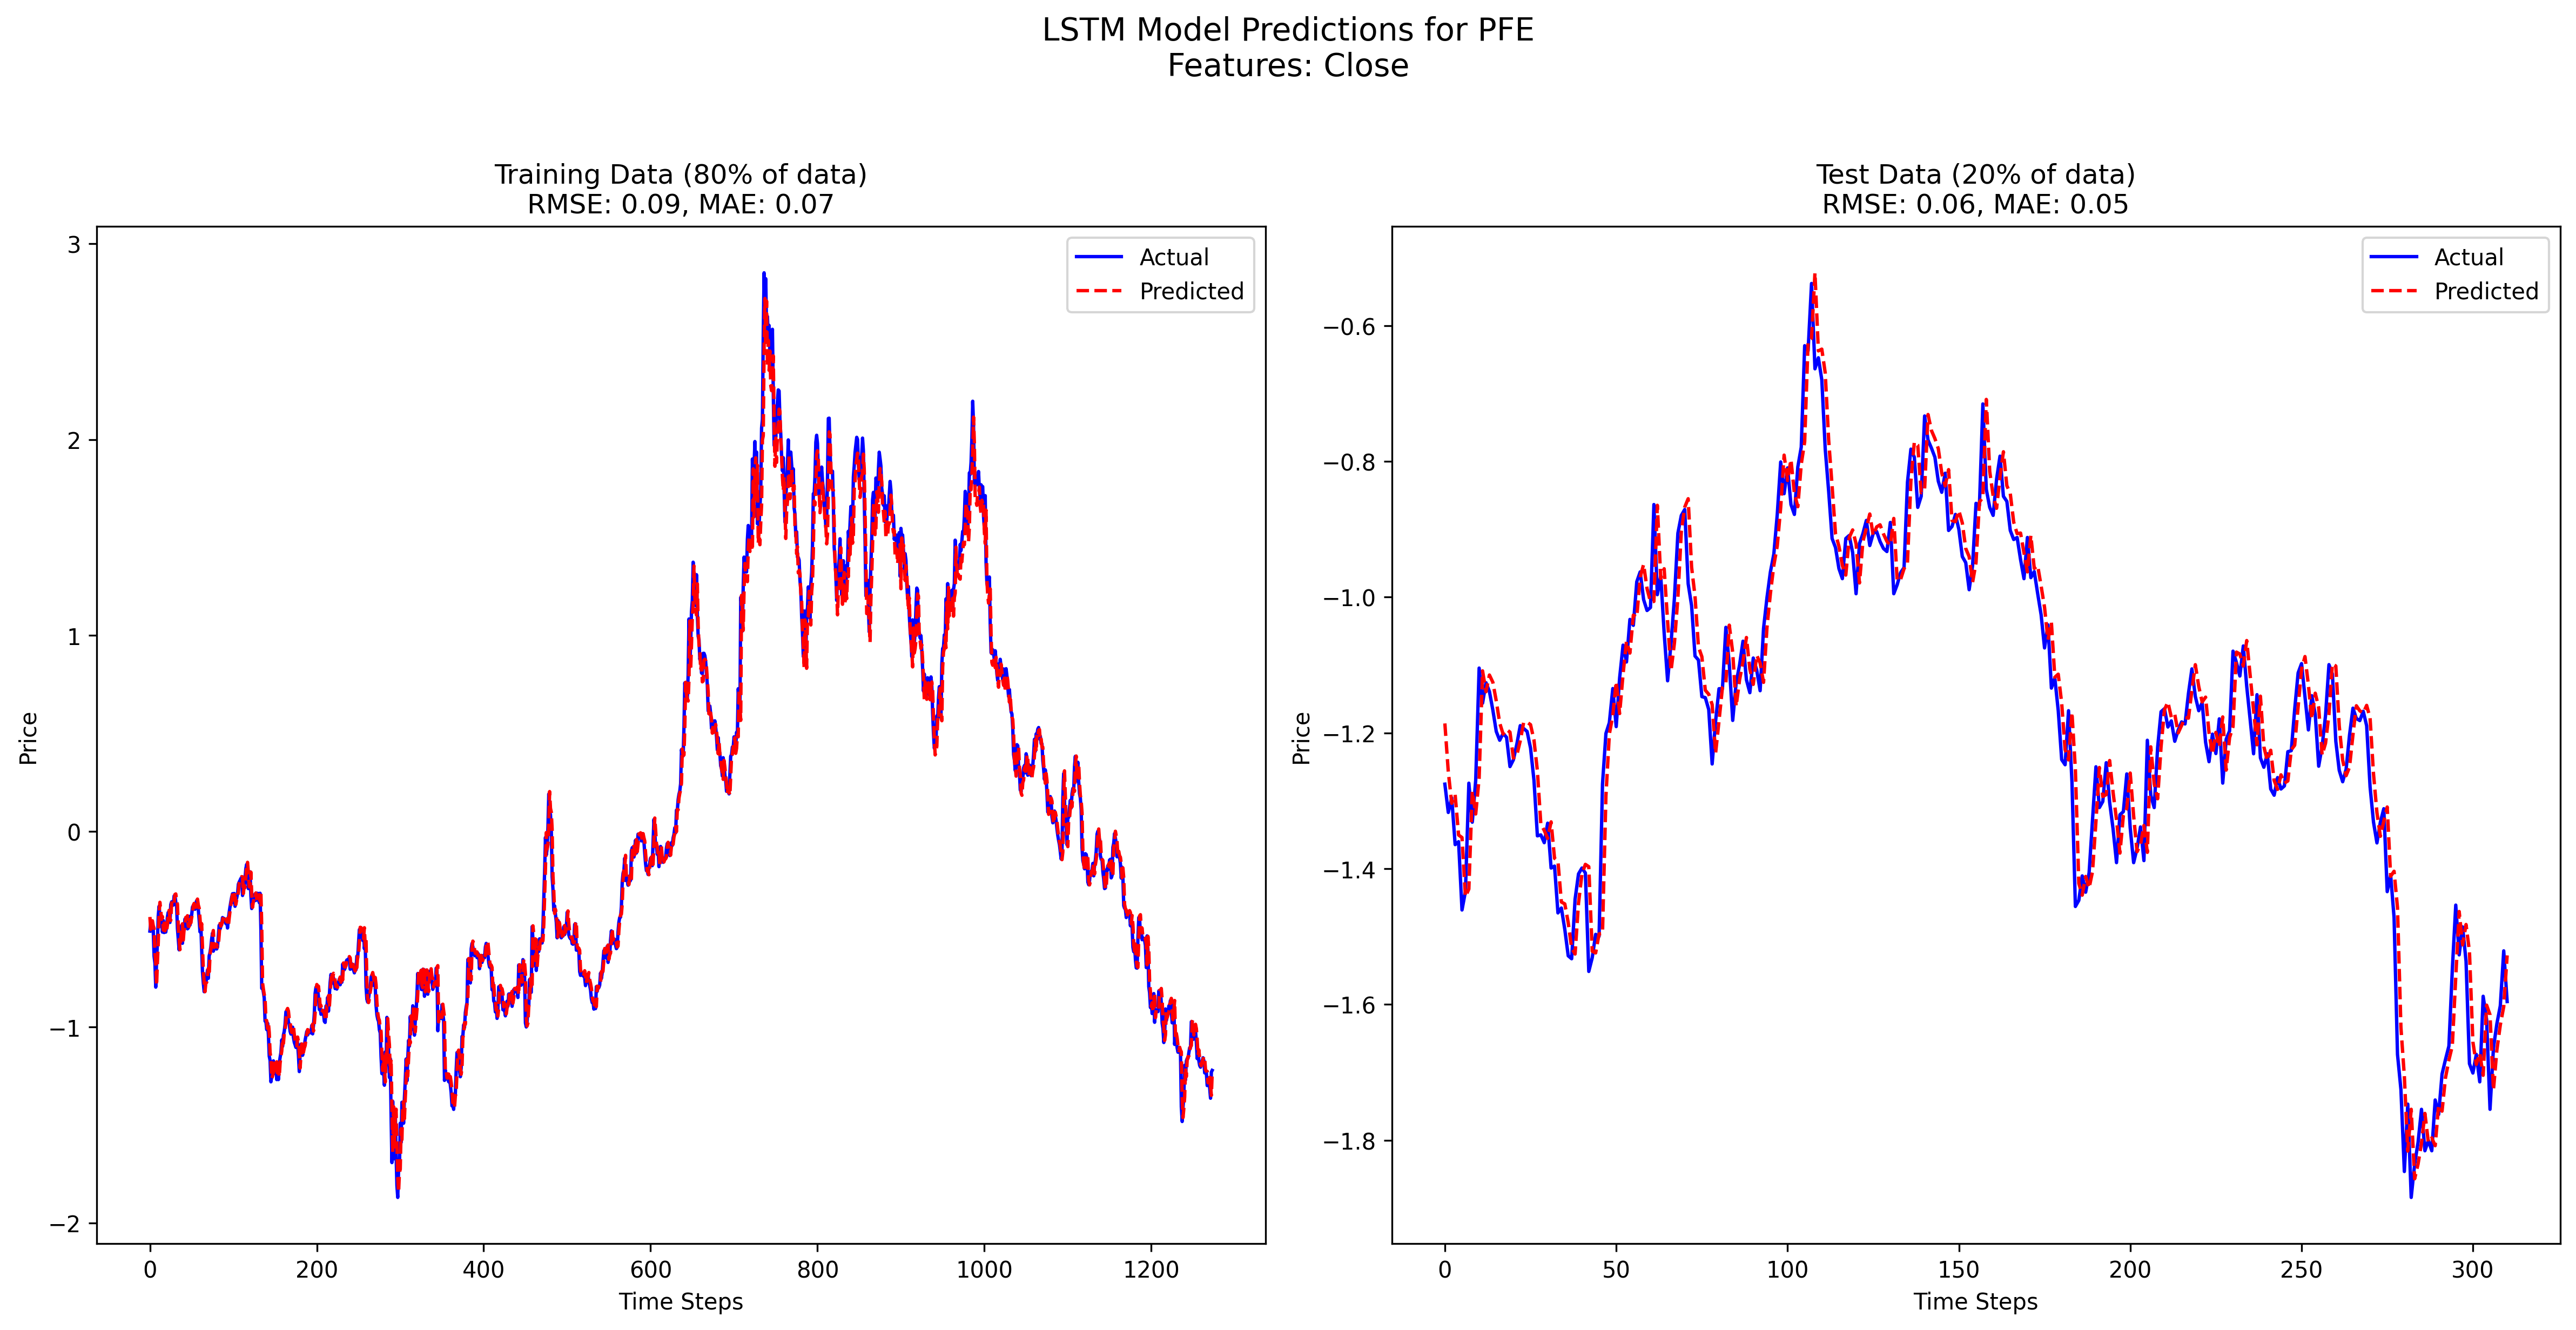 LSTM Model Predictions for PFE
Features: Close
Training Data (80% of data)
RMSE: 0.09, MAE: 0.07
3
2
1
0
−1
−2
Price
0
200
400
600
800
1000
1200
Time Steps
Actual
Predicted
Test Data (20% of data)
RMSE: 0.06, MAE: 0.05
−0.6
−0.8
−1.0
−1.2
−1.4
−1.6
−1.8
Price
0
50
100
150
200
250
300
Time Steps
Actual
Predicted